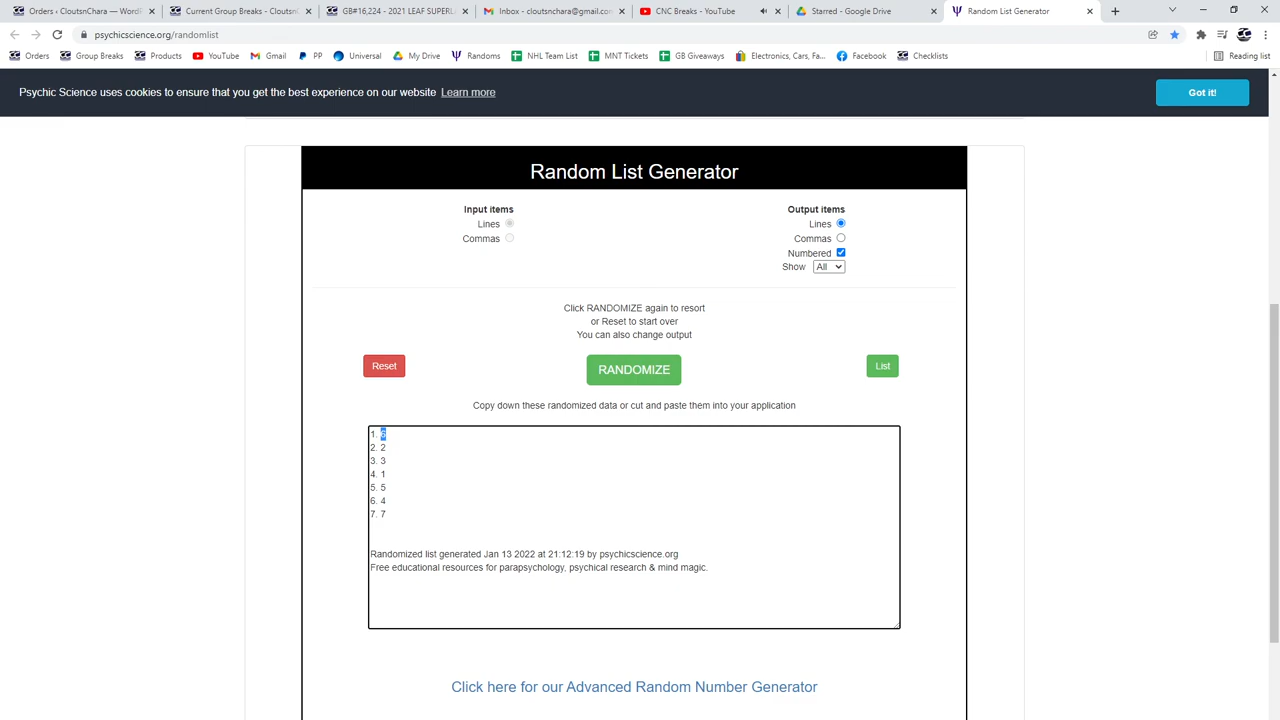 Orders ‹ CloutsnChara — WordP
Current Group Breaks - CloutsnC
GB#16,224 - 2021 LEAF SUPERLA
Inbox - cloutsnchara@gmail.com
CNC Breaks - YouTube
Starred - Google Drive
Random List Generator
psychicscience.org/randomlist
Orders
Group Breaks
Products
YouTube
Gmail
PP
Universal
My Drive
Randoms
NHL Team List
MNT Tickets
GB Giveaways
Electronics, Cars, Fa...
Facebook
Checklists
Reading list
Psychic Science uses cookies to ensure that you get the best experience on our website Learn more
Got it!
Random List Generator
Input items
Lines
Commas
Output items
Lines
Commas
Numbered
Show All
Click RANDOMIZE again to resort
or Reset to start over
You can also change output
Reset
RANDOMIZE
List
Copy down these randomized data or cut and paste them into your application
1. 6
2. 2
3. 3
4. 1
5. 5
6. 4
7. 7
Randomized list generated Jan 13 2022 at 21:12:19 by psychicscience.org
Free educational resources for parapsychology, psychical research & mind magic.
Click here for our Advanced Random Number Generator